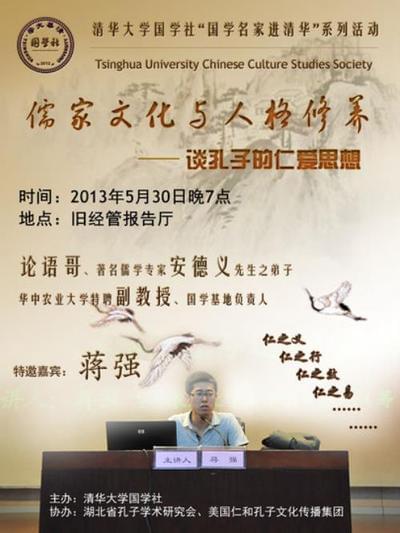 国学社
清华大学国学社“国学名家进清华”系列活动
Tsinghua University Chinese Culture Studies Society
儒家文化与人格修养
——谈孔子的仁爱思想
时间：2013年5月30日晚7点
地点：旧经管报告厅
论语哥、著名儒学专家安德义先生之弟子
华中农业大学特聘副教授、国学基地负责人
特邀嘉宾：蒋强
仁之义
仁之行
仁之敌
仁之易
......
......
主讲人 蒋强
主办：清华大学国学社
协办：湖北省孔子学术研究会、美国仁和孔子文化传播集团